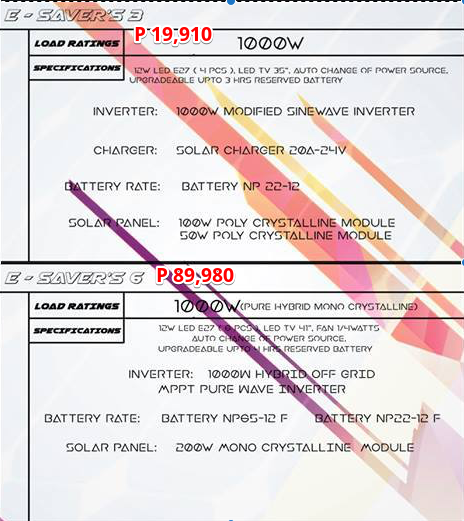 E - SAVER'S 3
P 19,910
LOAD RATINGS 1000W
SPECIFICATIONS 12W LED E27 ( 4 PCS ), LED TV 35", AUTO CHANGE OF POWER SOURCE,
UPGRADEABLE UPTO 3 HRS RESERVED BATTERY
INVERTER: 1000W MODIFIED SINEWAVE INVERTER
CHARGER: SOLAR CHARGER 20A-24V
BATTERY RATE: BATTERY NP 22-12
SOLAR PANEL: 100W POLY CRYSTALLINE MODULE
50W POLY CRYSTALLINE MODULE
E - SAVER'S 6 P 89,980
LOAD RATINGS 1000W(PURE HYBRID MONO CRYSTALLINE)
SPECIFICATIONS 12W LED E27 ( PCS ), LED TV 41", FAN 1/4WATTS
AUTO CHANGE OF POWER SOURCE,
UPGRADEABLE UPTO 4 HRS RESERVED BATTERY
INVERTER: 1000W HYBRID OFF GRID
MPPT PURE WAVE INVERTER
BATTERY RATE: BATTERY NP65-12 F BATTERY NP22-12 F
SOLAR PANEL: 200W MONO CRYSTALLINE MODULE